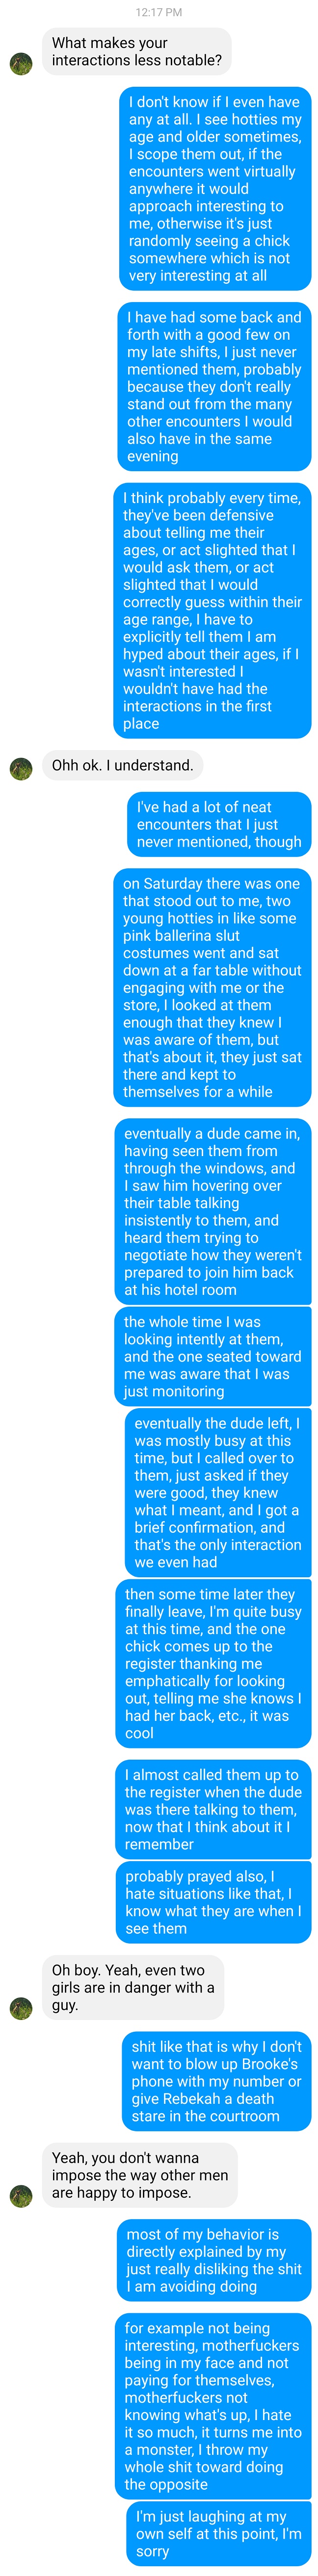 12:17 PM
What makes your
interactions less notable?
I don't know if I even have
any at all. I see hotties my
age and older sometimes,
I scope them out, if the
encounters went virtually
anywhere it would
approach interesting to
me, otherwise it's just
randomly seeing a chick
somewhere which is not
very interesting at all
I have had some back and
forth with a good few on
my late shifts, I just never
mentioned them, probably
because they don't really
stand out from the many
other encounters I would
also have in the same
evening
I think probably every time,
they've been defensive
about telling me their
ages, or act slighted that I
would ask them, or act
slighted that I would
correctly guess within their
age range, I have to
explicitly tell them I am
hyped about their ages, if I
wasn't interested I
wouldn't have had the
interactions in the first
place
Ohh ok. I understand.
I've had a lot of neat
encounters that I just
never mentioned, though
on Saturday there was one
that stood out to me, two
young hotties in like some
pink ballerina slut
costumes went and sat
down at a far table without
engaging with me or the
store, I looked at them
enough that they knew I
was aware of them, but
that's about it, they just sat
there and kept to
themselves for a while
eventually a dude came in,
having seen them from
through the windows, and
I saw him hovering over
their table talking
insistently to them, and
heard them trying to
negotiate how they weren't
prepared to join him back
at his hotel room
the whole time I was
looking intently at them,
and the one seated toward
me was aware that I was
just monitoring
eventually the dude left, I
was mostly busy at this
time, but I called over to
them, just asked if they
were good, they knew
what I meant, and I got a
brief confirmation, and
that's the only interaction
we even had
then some time later they
finally leave, I'm quite busy
at this time, and the one
chick comes up to the
register thanking me
emphatically for looking
out, telling me she knows I
had her back, etc., it was
cool
I almost called them up to
the register when the dude
was there talking to them,
now that I think about it I
remember
probably prayed also, I
hate situations like that, I
know what they are when I
see them
Oh boy. Yeah, even two
girls are in danger with a
guy.
shit like that is why I don't
want to blow up Brooke's
phone with my number or
give Rebekah a death
stare in the courtroom
Yeah, you don't wanna
impose the way other men
are happy to impose.
most of my behavior is
directly explained by my
just really disliking the shit
I am avoiding doing
for example not being
interesting, motherfuckers
being in my face and not
paying for themselves,
motherfuckers not
knowing what's up, I hate
it so much, it turns me into
a monster, I throw my
whole shit toward doing
the opposite
I'm just laughing at my
own self at this point, I'm
sorry